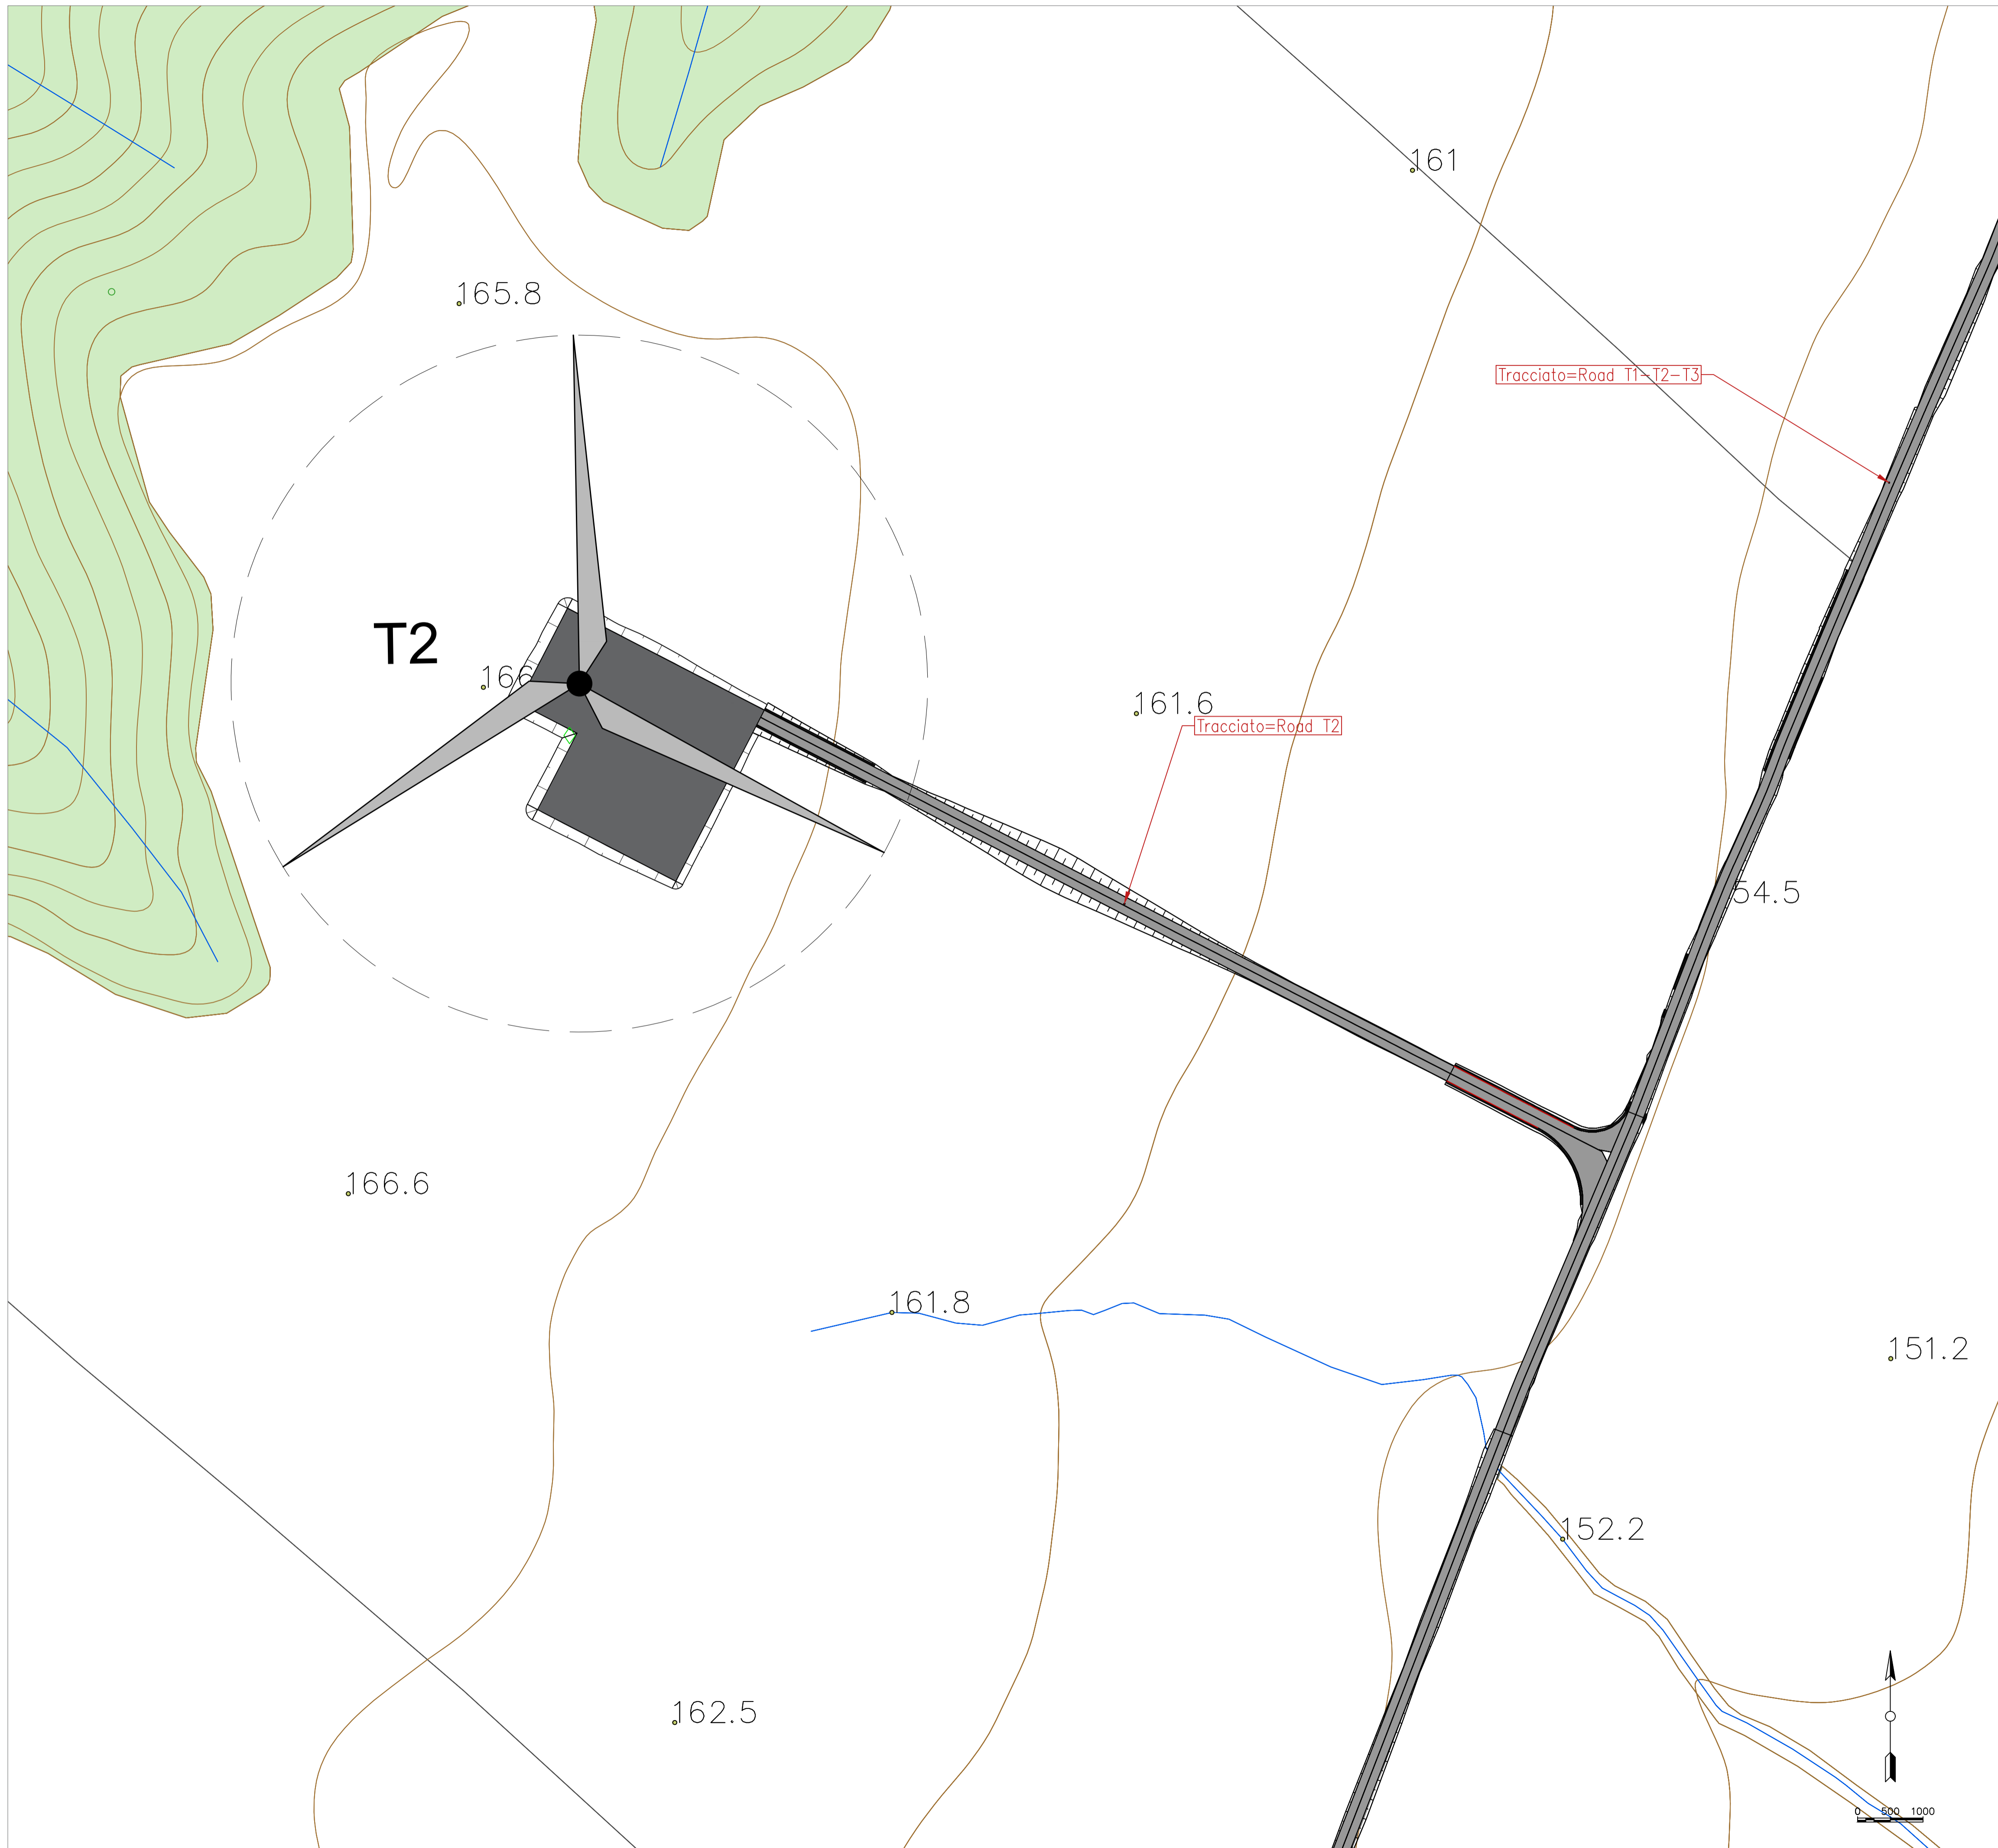 161
165.8
Tracciato=Road T1-T2-T3
T2
166
161.6
Tracciato=Road T2
54.5
166.6
161.8
151.2
152.2
162.5
0 500 1000